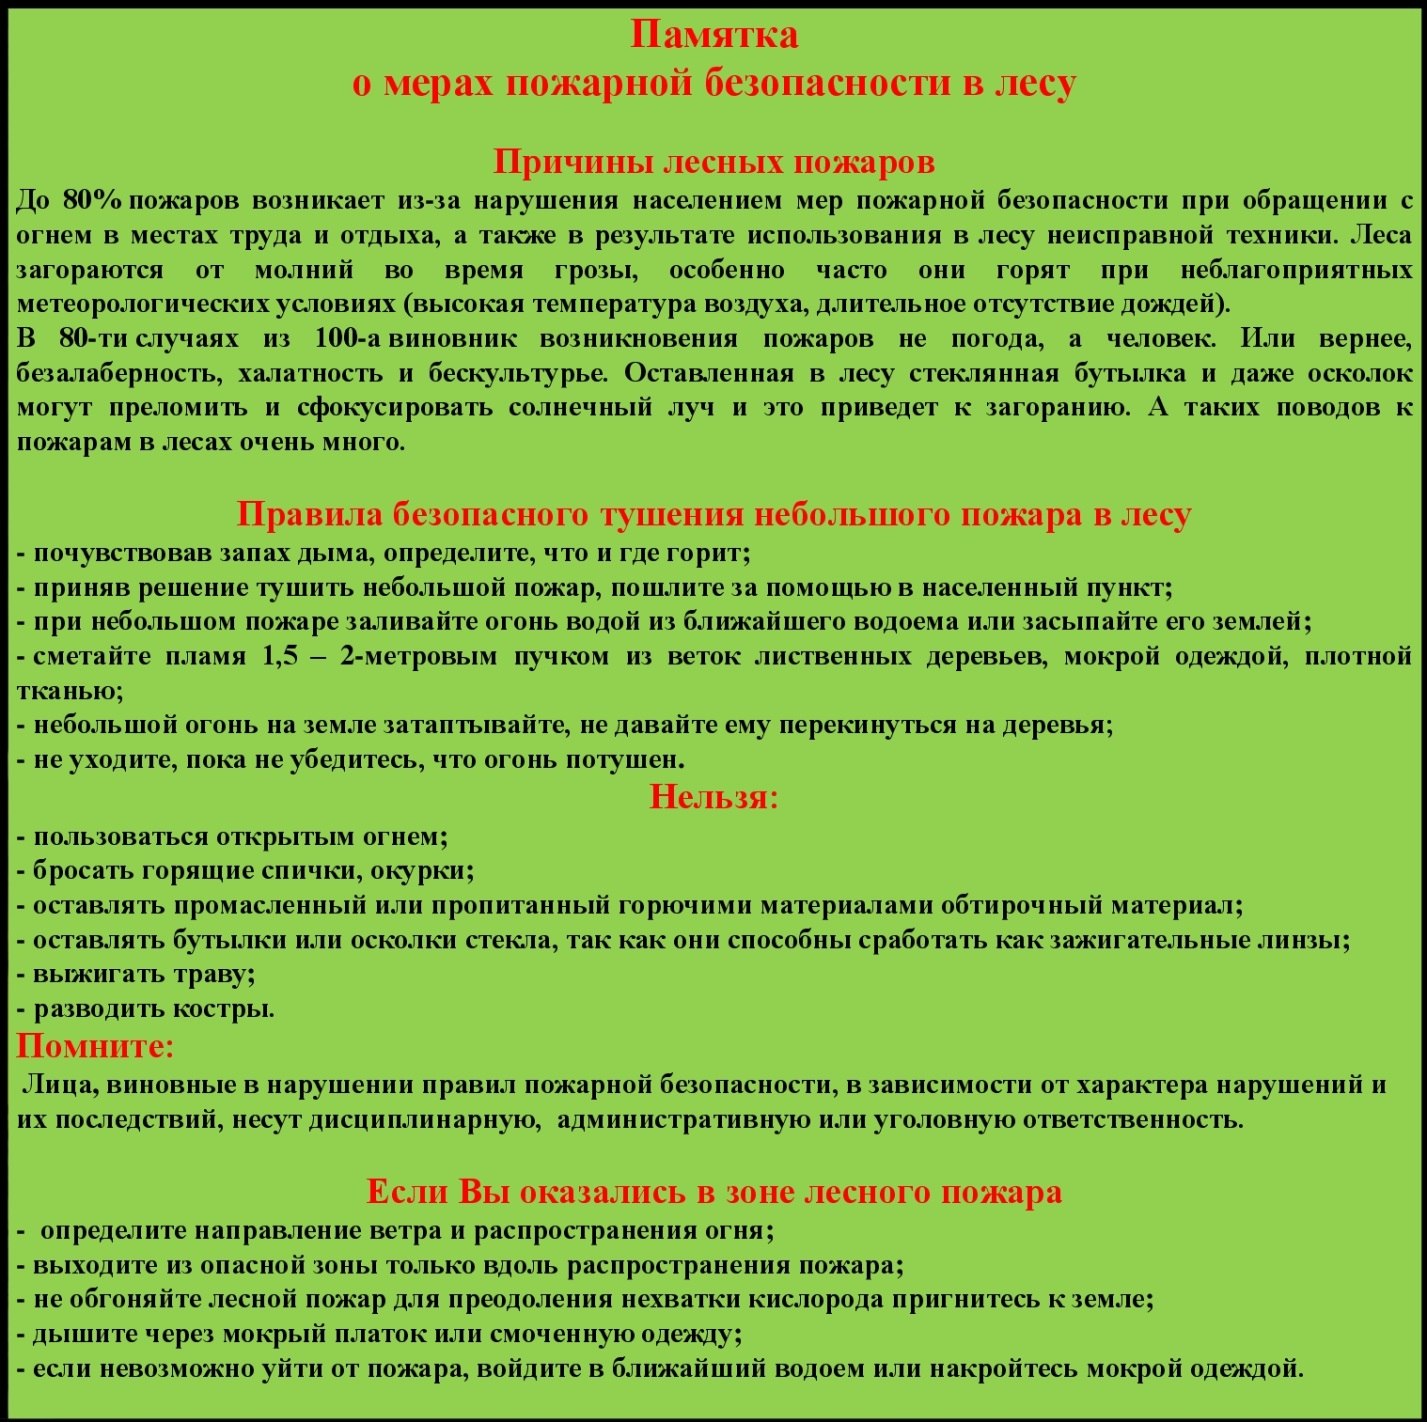 Памятка
о мерах пожарной безопасности в лесу
Причины лесных пожаров
До 80% пожаров возникает из-за нарушения населением мер пожарной безопасности при обращении с
огнем в местах труда и отдыха, а также в результате использования в лесу неисправной техники. Леса
загораются от молний во время грозы, особенно часто они горят при неблагоприятных
метеорологических условиях (высокая температура воздуха, длительное отсутствие дождей).
В 80-ти случаях из 100-а виновник возникновения пожаров не погода, а человек. Или вернее,
безалаберность, халатность и бескультурье. Оставленная в лесу стеклянная бутылка и даже осколок
могут преломить и сфокусировать солнечный луч и это приведет к загоранию. А таких поводов к
пожарам в лесах очень много.
Правила безопасного тушения небольшого пожара в лесу
- почувствовав запах дыма, определите, что и где горит;
- приняв решение тушить небольшой пожар, пошлите за помощью в населенный пункт;
- при небольшом пожаре заливайте огонь водой из ближайшего водоема или засыпайте его землей;
- сметайте пламя 1,5 – 2-метровым пучком из веток лиственных деревьев, мокрой одеждой, плотной
тканью;
- небольшой огонь на земле затаптывайте, не давайте ему перекинуться на деревья;
- не уходите, пока не убедитесь, что огонь потушен.
Нельзя:
- пользоваться открытым огнем;
- бросать горящие спички, окурки;
- оставлять промасленный или пропитанный горючими материалами обтирочный материал;
- оставлять бутылки или осколки стекла, так как они способны сработать как зажигательные линзы;
- выжигать траву;
- разводить костры.
Помните:
Лица, виновные в нарушении правил пожарной безопасности, в зависимости от характера нарушений и
их последствий, несут дисциплинарную, административную или уголовную ответственность.
Если Вы оказались в зоне лесного пожара
- определите направление ветра и распространения огня;
- выходите из опасной зоны только вдоль распространения пожара;
- не обгоняйте лесной пожар для преодоления нехватки кислорода пригнитесь к земле;
- дышите через мокрый платок или смоченную одежду;
- если невозможно уйти от пожара, войдите в ближайший водоем или накройтесь мокрой одеждой.